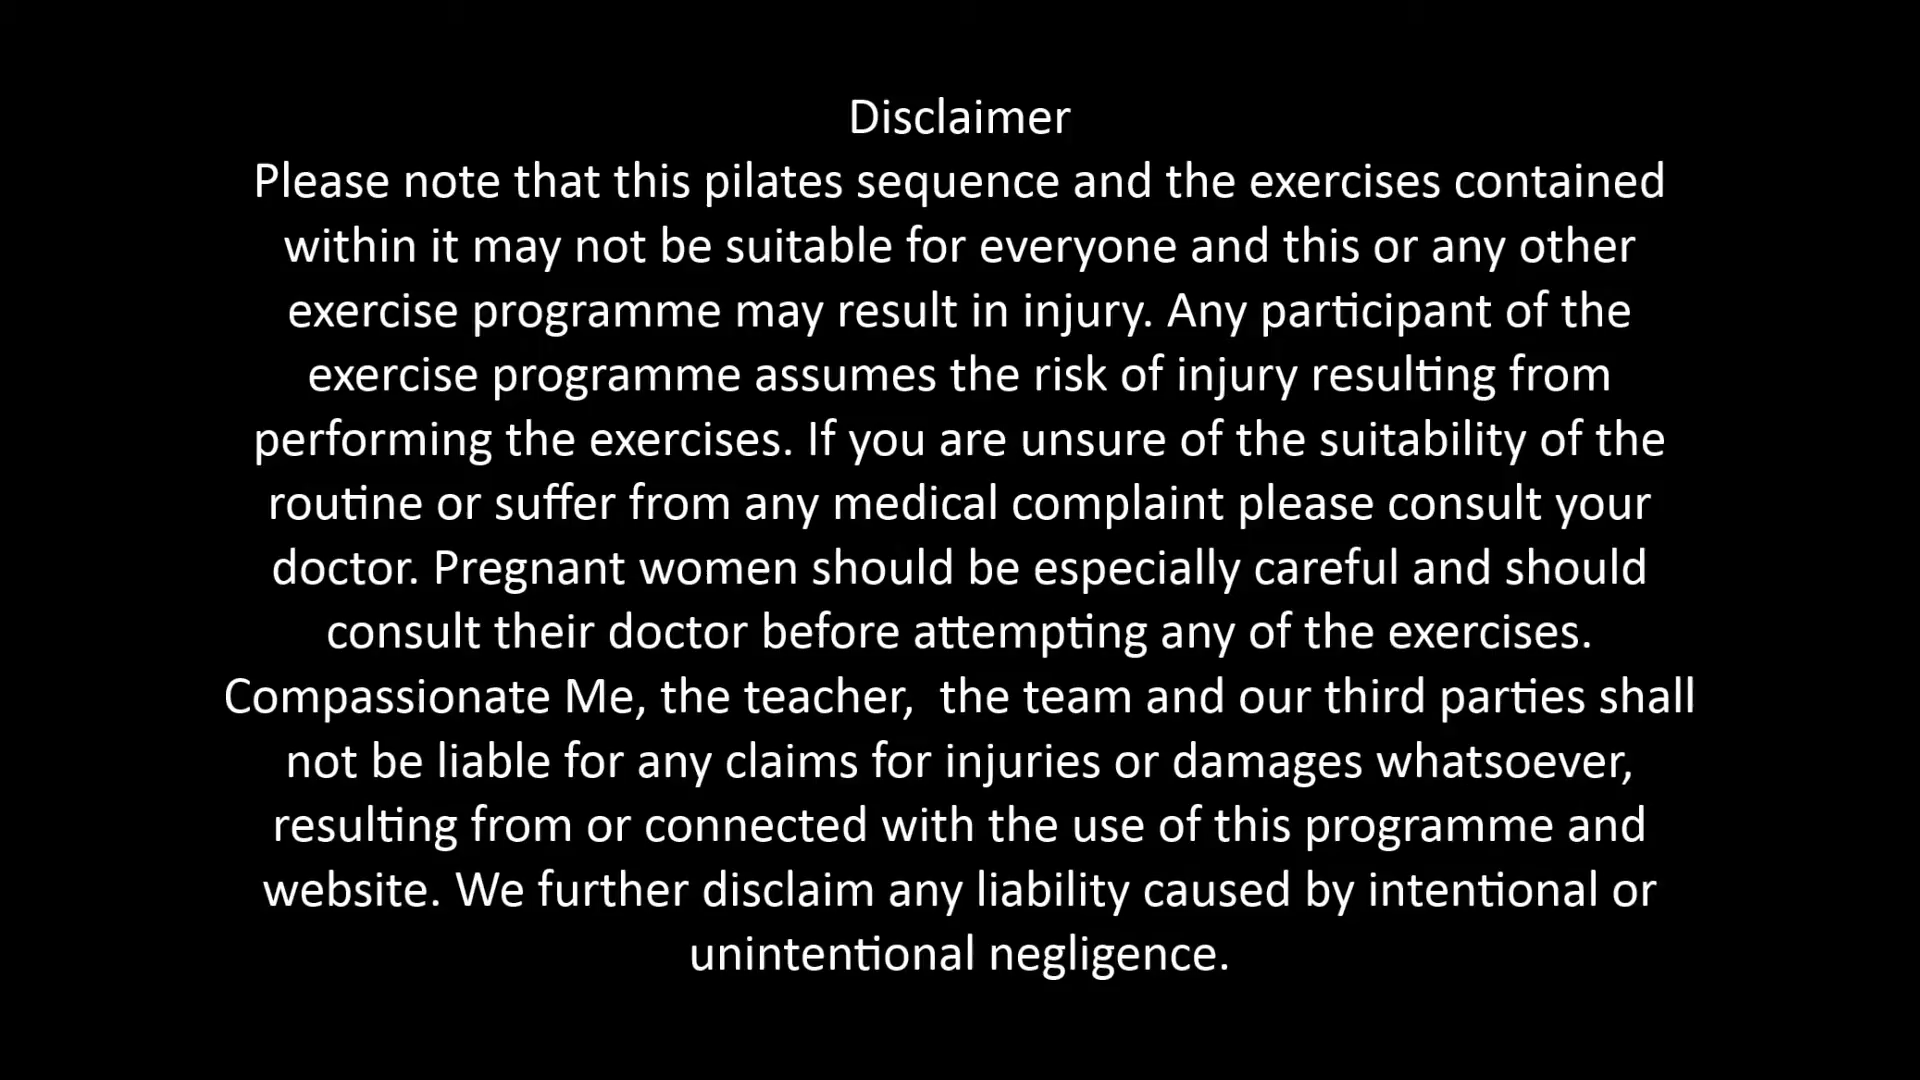 Disclaimer
Please note that this pilates sequence and the exercises contained
within it may not be suitable for everyone and this or any other
exercise programme may result in injury. Any participant of the
exercise programme assumes the risk of injury resulting from
performing the exercises. If you are unsure of the suitability of the
routine or suffer from any medical complaint please consult your
doctor. Pregnant women should be especially careful and should
consult their doctor before attempting any of the exercises.
Compassionate Me, the teacher,  the team and our third parties shall
not be liable for any claims for injuries or damages whatsoever,
resulting from or connected with the use of this programme and
website. We further disclaim any liability caused by intentional or
unintentional negligence.